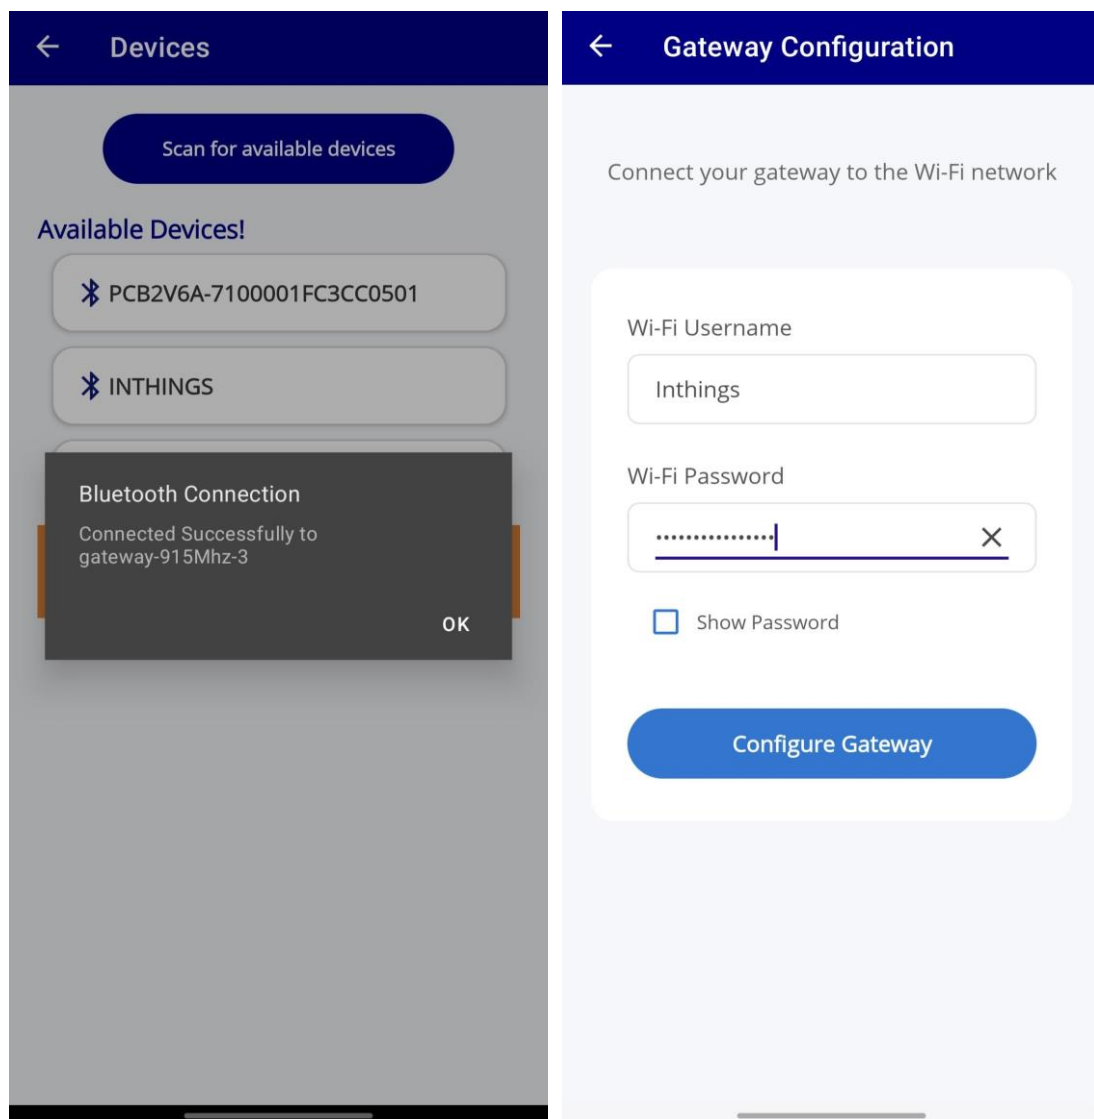 Devices
Scan for available devices
Available Devices!
PCB2V6A-7100001FC3CC0501
INTHINGS
Bluetooth Connection
Connected Successfully to
gateway-915Mhz-3
OK
Gateway Configuration
Connect your gateway to the Wi-Fi network
Wi-Fi Username
Inthings
Wi-Fi Password
••••••••••••••••
Show Password
Configure Gateway